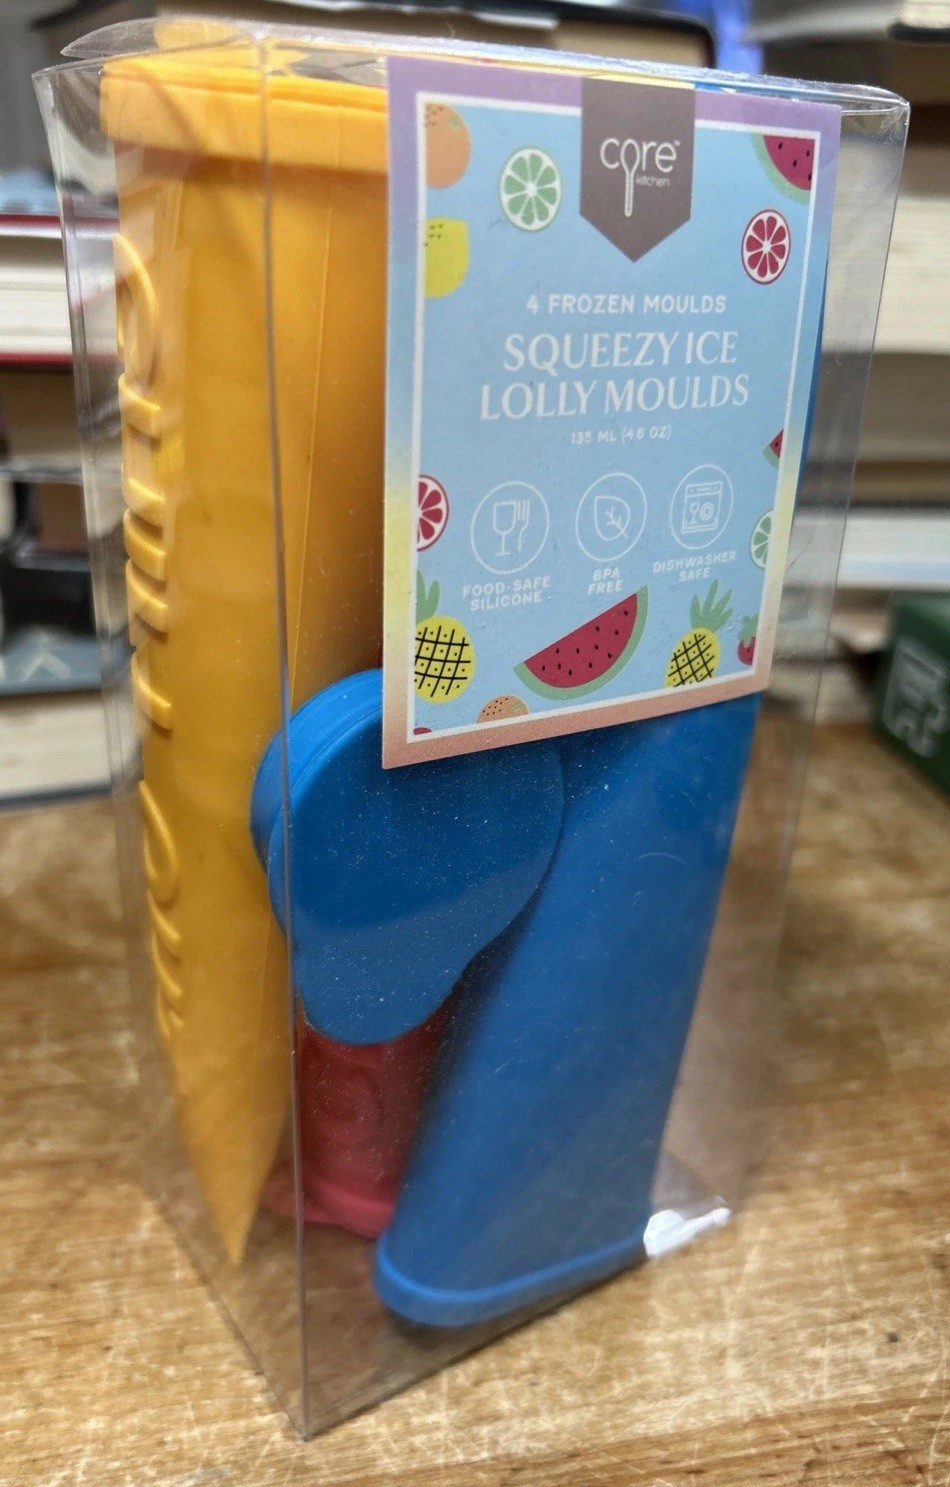 core™
kitchen
4 FROZEN MOULDS
SQUEEZY ICE
LOLLY MOULDS
135 ML (4.6 OZ)
FOOD-SAFE
SILICONE
BPA
FREE
DISHWASHER
SAFE